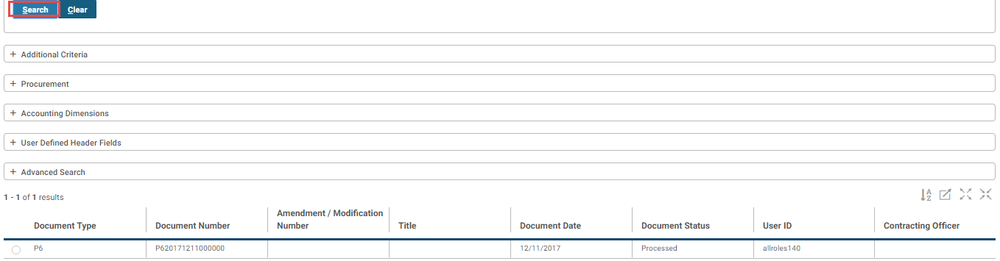 Search Clear
+ Additional Criteria
+ Procurement
+ Accounting Dimensions
+ User Defined Header Fields
+ Advanced Search
1 - 1 of 1 results
Document Type Document Number Amendment / Modification Number Title Document Date Document Status User ID Contracting Officer
P6 P620171211000000 12/11/2017 Processed allroles140